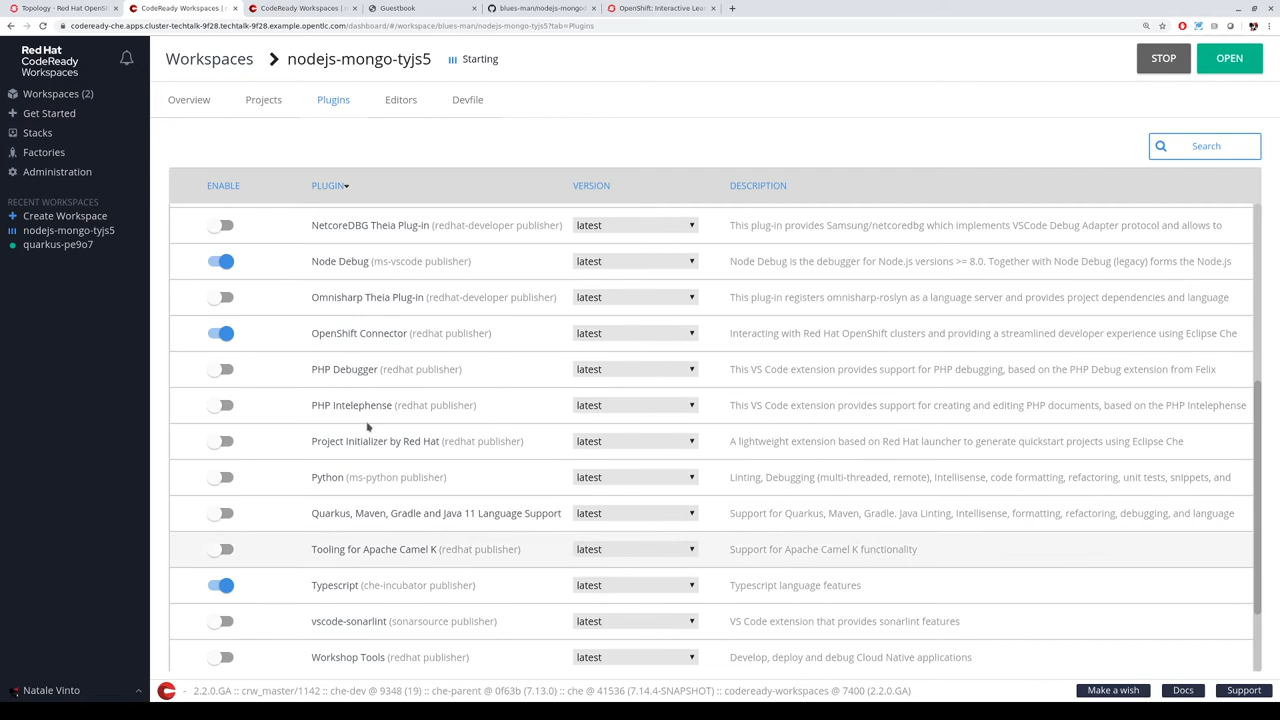 Topology - Red Hat OpenSh
CodeReady Workspaces |
CodeReady Workspaces |
Guestbook
blues-man/nodejs-mongo
OpenShift: Interactive Lea
codeready-che.apps.cluster-techtalk-9f28.techtalk-9f28.example.opentlc.com/dashboard/#/workspace/blues-man/nodejs-mongo-tyjs5?tab=Plugins
Red Hat
CodeReady
Workspaces
Workspaces (2)
Get Started
Stacks
Factories
Administration
RECENT WORKSPACES
Create Workspace
nodejs-mongo-tyjs5
quarkus-pe9o7
Natale Vinto
Workspaces
nodejs-mongo-tyjs5
Starting
STOP
OPEN
Overview
Projects
Plugins
Editors
Devfile
Search
ENABLE PLUGIN VERSION DESCRIPTION
NetcoreDBG Theia Plug-in (redhat-developer publisher) latest This plug-in provides Samsung/netcoredbg which implements VSCode Debug Adapter protocol and allows to
Node Debug (ms-vscode publisher) latest Node Debug is the debugger for Node.js versions >= 8.0. Together with Node Debug (legacy) forms the Node.js
Omnisharp Theia Plug-in (redhat-developer publisher) latest This plug-in registers omnisharp-roslyn as a language server and provides project dependencies and language
OpenShift Connector (redhat publisher) latest Interacting with Red Hat OpenShift clusters and providing a streamlined developer experience using Eclipse Che
PHP Debugger (redhat publisher) latest This VS Code extension provides support for PHP debugging, based on the PHP Debug extension from Felix
PHP Intelephense (redhat publisher) latest This VS Code extension provides support for creating and editing PHP documents, based on the PHP Intelephense
Project Initializer by Red Hat (redhat publisher) latest A lightweight extension based on Red Hat launcher to generate quickstart projects using Eclipse Che
Python (ms-python publisher) latest Linting, Debugging (multi-threaded, remote), Intellisense, code formatting, refactoring, unit tests, snippets, and
Quarkus, Maven, Gradle and Java 11 Language Support latest Support for Quarkus, Maven, Gradle. Java Linting, Intellisense, formatting, refactoring, debugging, and language
Tooling for Apache Camel K (redhat publisher) latest Support for Apache Camel K functionality
Typescript (che-incubator publisher) latest Typescript language features
vscode-sonarlint (sonarsource publisher) latest VS Code extension that provides sonarlint features
Workshop Tools (redhat publisher) latest Develop, deploy and debug Cloud Native applications
- 2.2.0.GA :: crw_master/1142 :: che-dev @ 9348 (19) :: che-parent @ 0f63b (7.13.0) :: che @ 41536 (7.14.4-SNAPSHOT) :: codeready-workspaces @ 7400 (2.2.0.GA)
Make a wish
Docs
Support